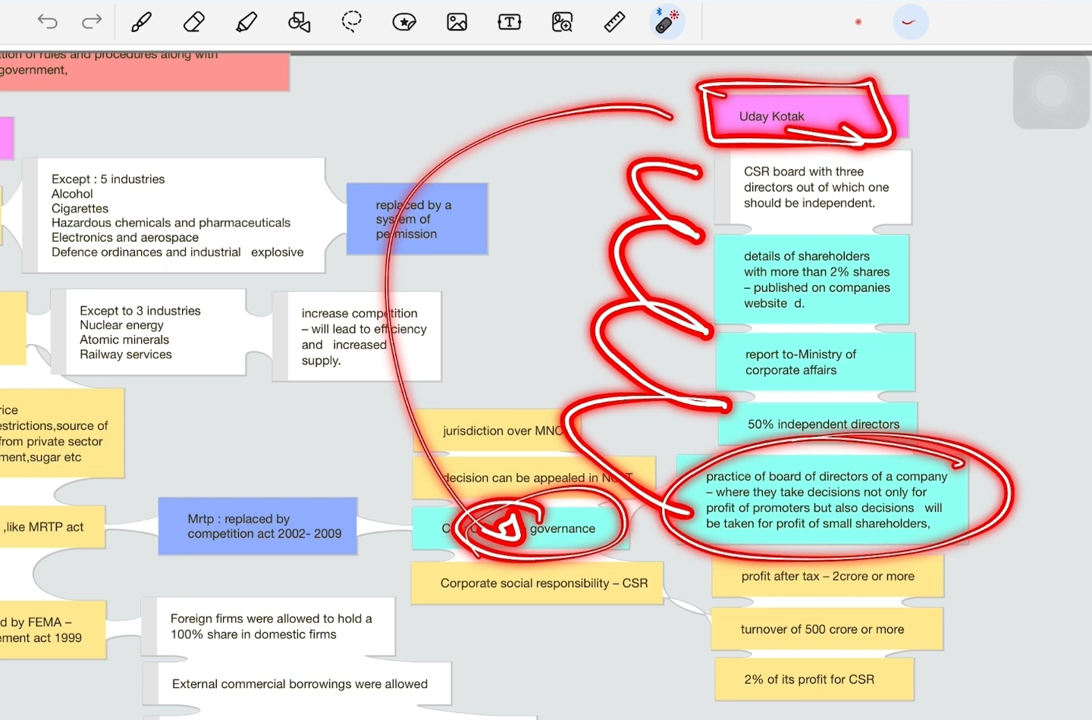 tion of rules and procedures along with
government,
Uday Kotak
CSR board with three
directors out of which one
should be independent.
Except : 5 industries
Alcohol
Cigarettes
Hazardous chemicals and pharmaceuticals
Electronics and aerospace
Defence ordinances and industrial explosive
replaced by a
system of
permission
details of shareholders
with more than 2% shares
– published on companies
website d.
Except to 3 industries
Nuclear energy
Atomic minerals
Railway services
increase competition
– will lead to efficiency
and increased
supply.
report to-Ministry of
corporate affairs
rice
estrictions,source of
from private sector
ment,sugar etc
jurisdiction over MNC
50% independent directors
decision can be appealed in
practice of board of directors of a company
– where they take decisions not only for
profit of promoters but also decisions will
be taken for profit of small shareholders,
,like MRTP act
Mrtp : replaced by
competition act 2002- 2009
governance
Corporate social responsibility – CSR
profit after tax – 2crore or more
turnover of 500 crore or more
2% of its profit for CSR
d by FEMA –
ement act 1999
Foreign firms were allowed to hold a
100% share in domestic firms
External commercial borrowings were allowed